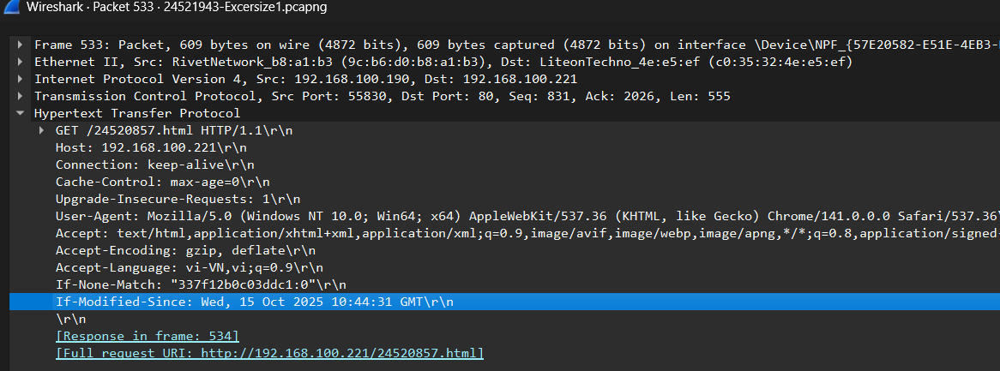 Wireshark · Packet 533 · 24521943-Excersize1.pcapng
Frame 533: Packet, 609 bytes on wire (4872 bits), 609 bytes captured (4872 bits) on interface \Device\NPF_{57E20582-E51E-4EB3-
Ethernet II, Src: RivetNetwork_b8:a1:b3 (9c:b6:d0:b8:a1:b3), Dst: LiteonTechno_4e:e5:ef (c0:35:32:4e:e5:ef)
Internet Protocol Version 4, Src: 192.168.100.190, Dst: 192.168.100.221
Transmission Control Protocol, Src Port: 55830, Dst Port: 80, Seq: 831, Ack: 2026, Len: 555
Hypertext Transfer Protocol
GET /24520857.html HTTP/1.1\r\n
Host: 192.168.100.221\r\n
Connection: keep-alive\r\n
Cache-Control: max-age=0\r\n
Upgrade-Insecure-Requests: 1\r\n
User-Agent: Mozilla/5.0 (Windows NT 10.0; Win64; x64) AppleWebKit/537.36 (KHTML, like Gecko) Chrome/141.0.0.0 Safari/537.36\
Accept: text/html,application/xhtml+xml,application/xml;q=0.9,image/avif,image/webp,image/apng,*/*;q=0.8,application/signed-
Accept-Encoding: gzip, deflate\r\n
Accept-Language: vi-VN,vi;q=0.9\r\n
If-None-Match: "337f12b0c03ddc1:0"\r\n
If-Modified-Since: Wed, 15 Oct 2025 10:44:31 GMT\r\n
\r\n
[Response in frame: 534]
[Full request URI: http://192.168.100.221/24520857.html]